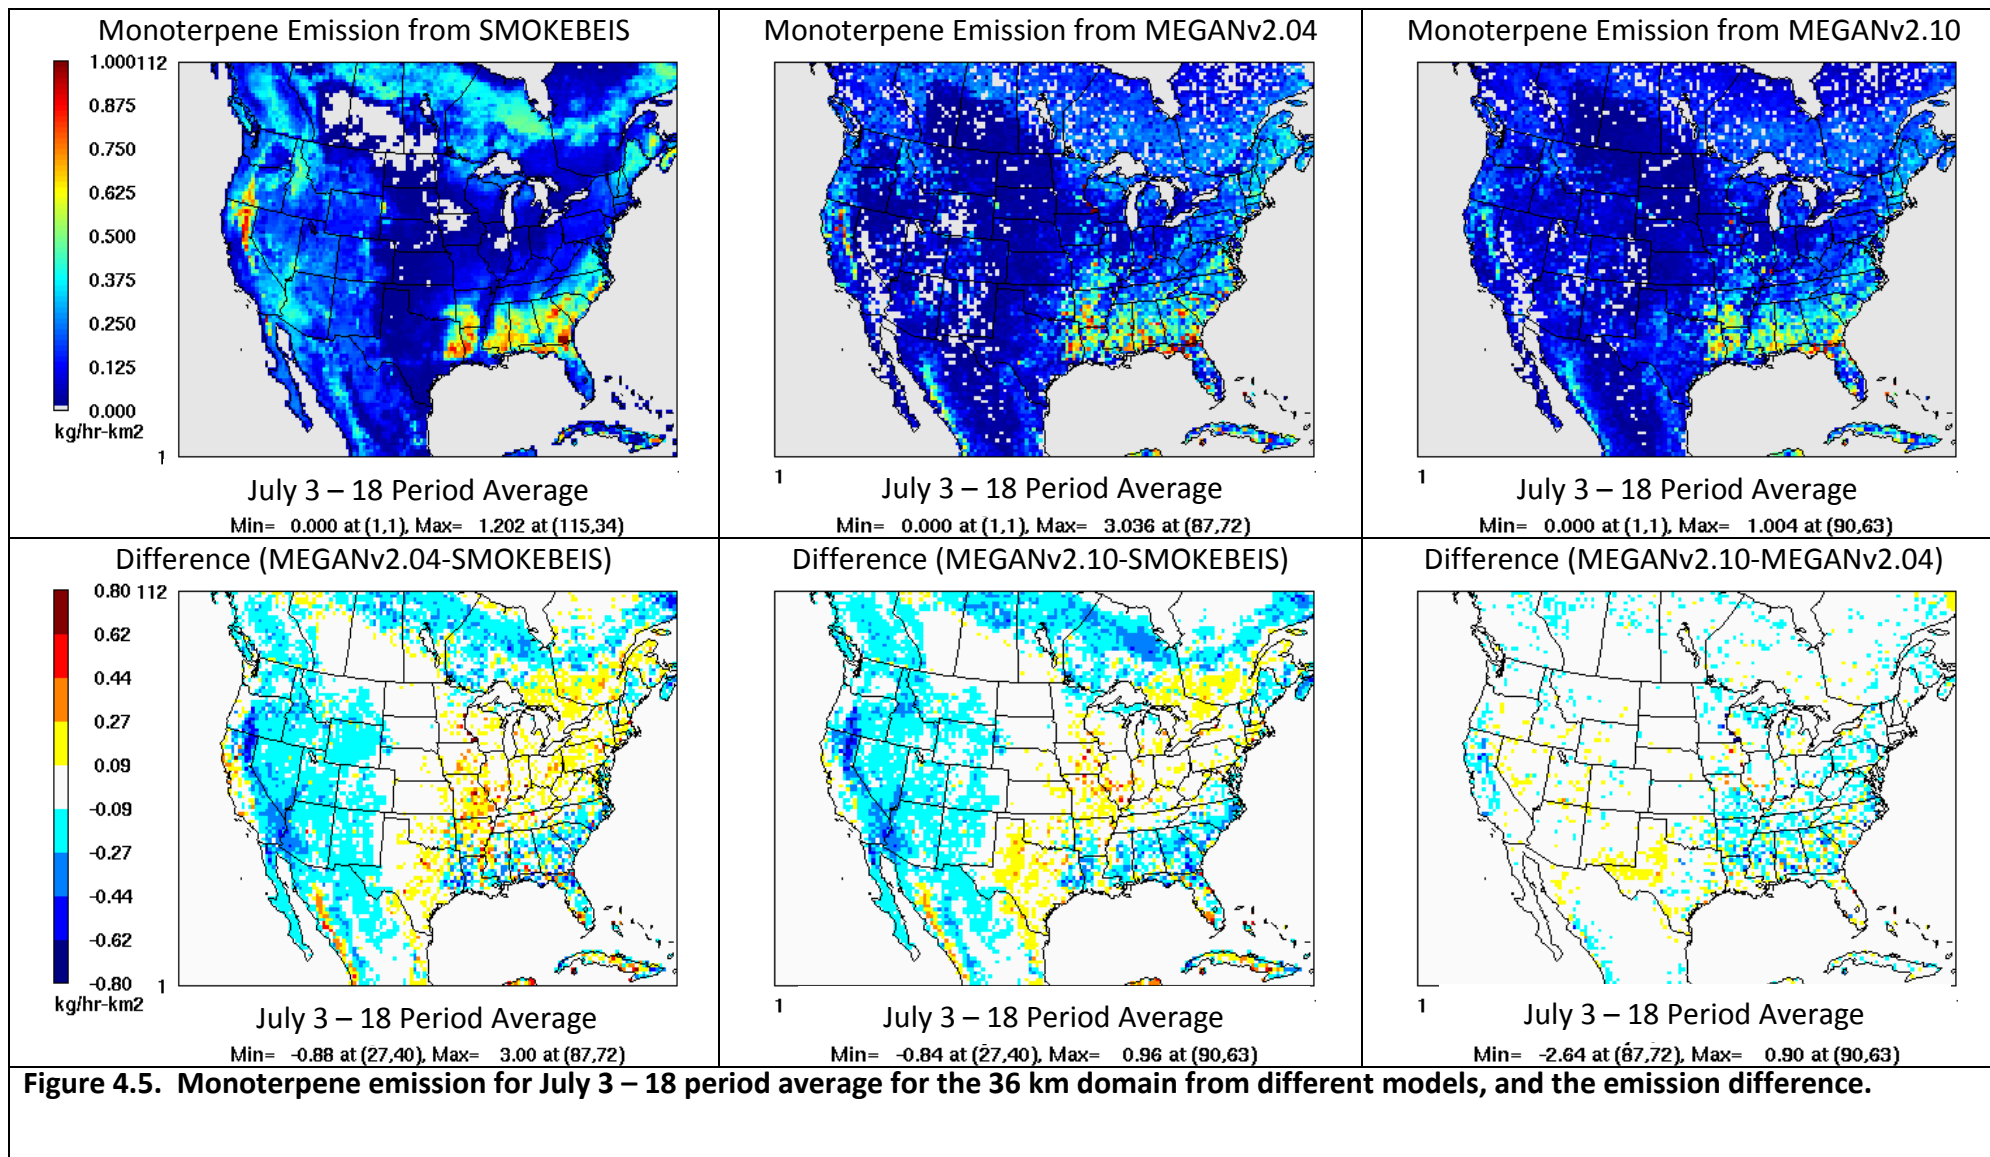 Monoterpene Emission from SMOKEBEIS
1.000 112
0.875
0.750
0.625
0.500
0.375
0.250
0.125
0.000
kg/hr-km2
1
July 3 – 18 Period Average
Min= 0.000 at (1,1), Max= 1.202 at (115,34)
Monoterpene Emission from MEGANv2.04
1
July 3 – 18 Period Average
Min= 0.000 at (1,1), Max= 3.036 at (87,72)
Monoterpene Emission from MEGANv2.10
1
July 3 – 18 Period Average
Min= 0.000 at (1,1), Max= 1.004 at (90,63)
Difference (MEGANv2.04-SMOKEBEIS)
0.80 112
0.62
0.44
0.27
0.09
-0.09
-0.27
-0.44
-0.62
-0.80
kg/hr-km2
1
July 3 – 18 Period Average
Min= -0.88 at (27,40), Max= 3.00 at (87,72)
Difference (MEGANv2.10-SMOKEBEIS)
1
July 3 – 18 Period Average
Min= -0.84 at (27,40), Max= 0.96 at (90,63)
Difference (MEGANv2.10-MEGANv2.04)
1
July 3 – 18 Period Average
Min= -2.64 at (87,72), Max= 0.90 at (90,63)
Figure 4.5. Monoterpene emission for July 3 – 18 period average for the 36 km domain from different models, and the emission difference.